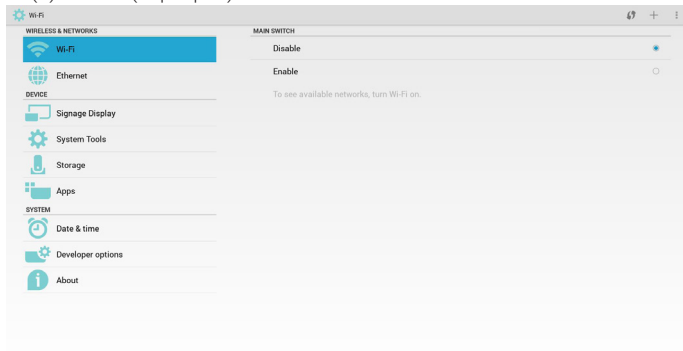 Wi-Fi
WIRELESS & NETWORKS
Wi-Fi
Ethernet
DEVICE
Signage Display
System Tools
Storage
Apps
SYSTEM
Date & time
Developer options
About
MAIN SWITCH
Disable
Enable
To see available networks, turn Wi-Fi on.